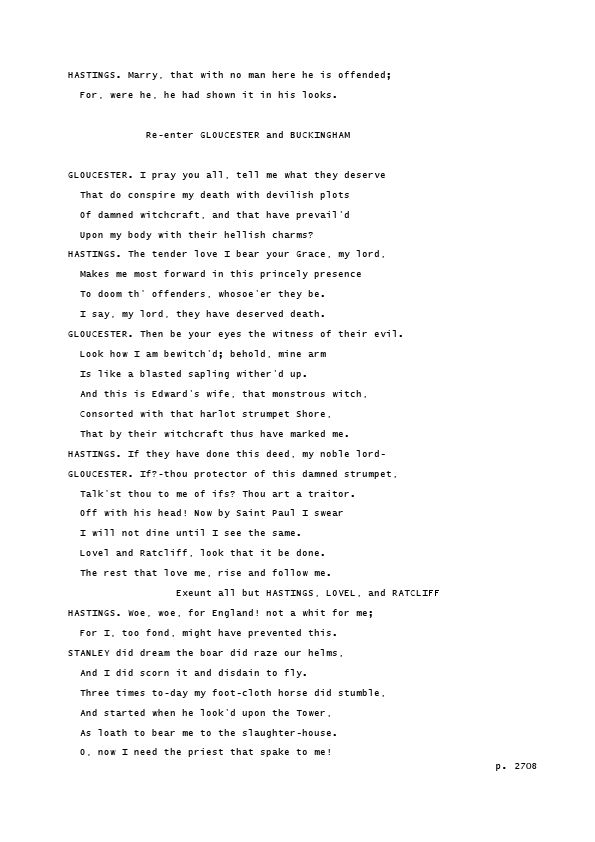 HASTINGS. Marry, that with no man here he is offended;
For, were he, he had shown it in his looks.
Re-enter GLOUCESTER and BUCKINGHAM
GLOUCESTER. I pray you all, tell me what they deserve
That do conspire my death with devilish plots
Of damned witchcraft, and that have prevail'd
Upon my body with their hellish charms?
HASTINGS. The tender love I bear your Grace, my lord,
Makes me most forward in this princely presence
To doom th' offenders, whosoe'er they be.
I say, my lord, they have deserved death.
GLOUCESTER. Then be your eyes the witness of their evil.
Look how I am bewitch'd; behold, mine arm
Is like a blasted sapling wither'd up.
And this is Edward's wife, that monstrous witch,
Consorted with that harlot strumpet Shore,
That by their witchcraft thus have marked me.
HASTINGS. If they have done this deed, my noble lord-
GLOUCESTER. If?-thou protector of this damned strumpet,
Talk'st thou to me of ifs? Thou art a traitor.
Off with his head! Now by Saint Paul I swear
I will not dine until I see the same.
Lovel and Ratcliff, look that it be done.
The rest that love me, rise and follow me.
Exeunt all but HASTINGS, LOVEL, and RATCLIFF
HASTINGS. Woe, woe, for England! not a whit for me;
For I, too fond, might have prevented this.
STANLEY did dream the boar did raze our helms,
And I did scorn it and disdain to fly.
Three times to-day my foot-cloth horse did stumble,
And started when he look'd upon the Tower,
As loath to bear me to the slaughter-house.
O, now I need the priest that spake to me!
p. 2708